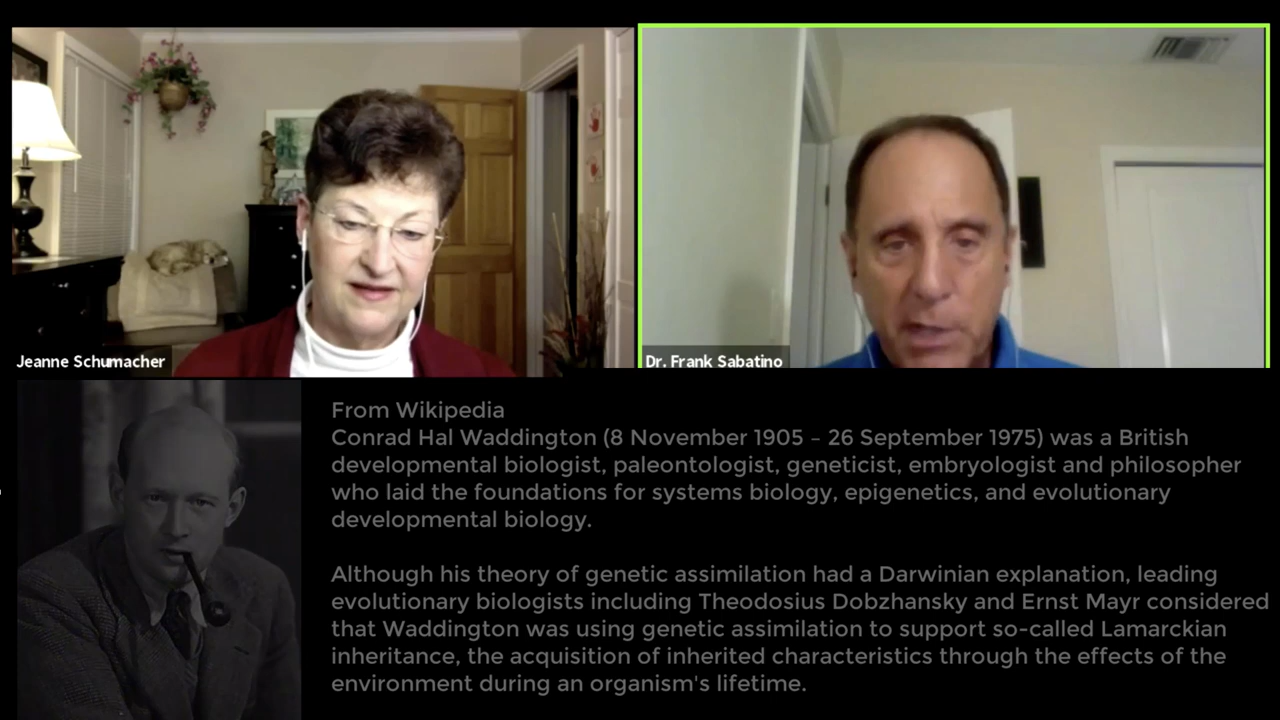 Jeanne Schumacher
Dr. Frank Sabatino
From Wikipedia
Conrad Hal Waddington (8 November 1905 – 26 September 1975) was a British
developmental biologist, paleontologist, geneticist, embryologist and philosopher
who laid the foundations for systems biology, epigenetics, and evolutionary
developmental biology.
Although his theory of genetic assimilation had a Darwinian explanation, leading
evolutionary biologists including Theodosius Dobzhansky and Ernst Mayr considered
that Waddington was using genetic assimilation to support so-called Lamarckian
inheritance, the acquisition of inherited characteristics through the effects of the
environment during an organism's lifetime.